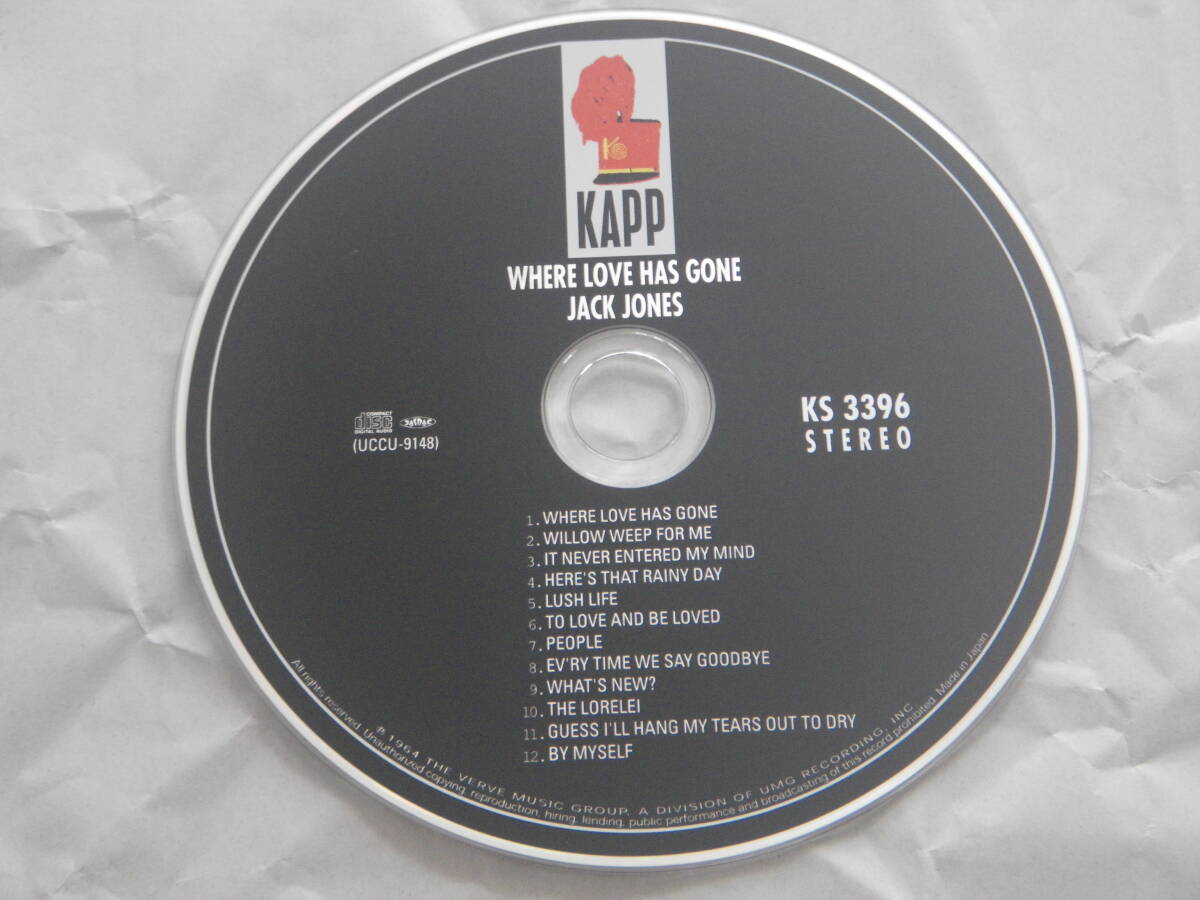 KAPP
WHERE LOVE HAS GONE
JACK JONES
COMPACT
disc
DIGITAL AUDIO
(UCCU-9148)
KS 3396
STEREO
1. WHERE LOVE HAS GONE
2. WILLOW WEEP FOR ME
3. IT NEVER ENTERED MY MIND
4. HERE'S THAT RAINY DAY
5. LUSH LIFE
6. TO LOVE AND BE LOVED
7. PEOPLE
8. EV'RY TIME WE SAY GOODBYE
9. WHAT'S NEW?
10. THE LORELEI
11. GUESS I'LL HANG MY TEARS OUT TO DRY
12. BY MYSELF
℗ 1964 THE VERVE MUSIC GROUP, A DIVISION OF UMG RECORDING, INC
All rights reserved. Unauthorized copying, reproduction, hiring, lending, public performance and broadcasting of this record prohibited. Made in Japan